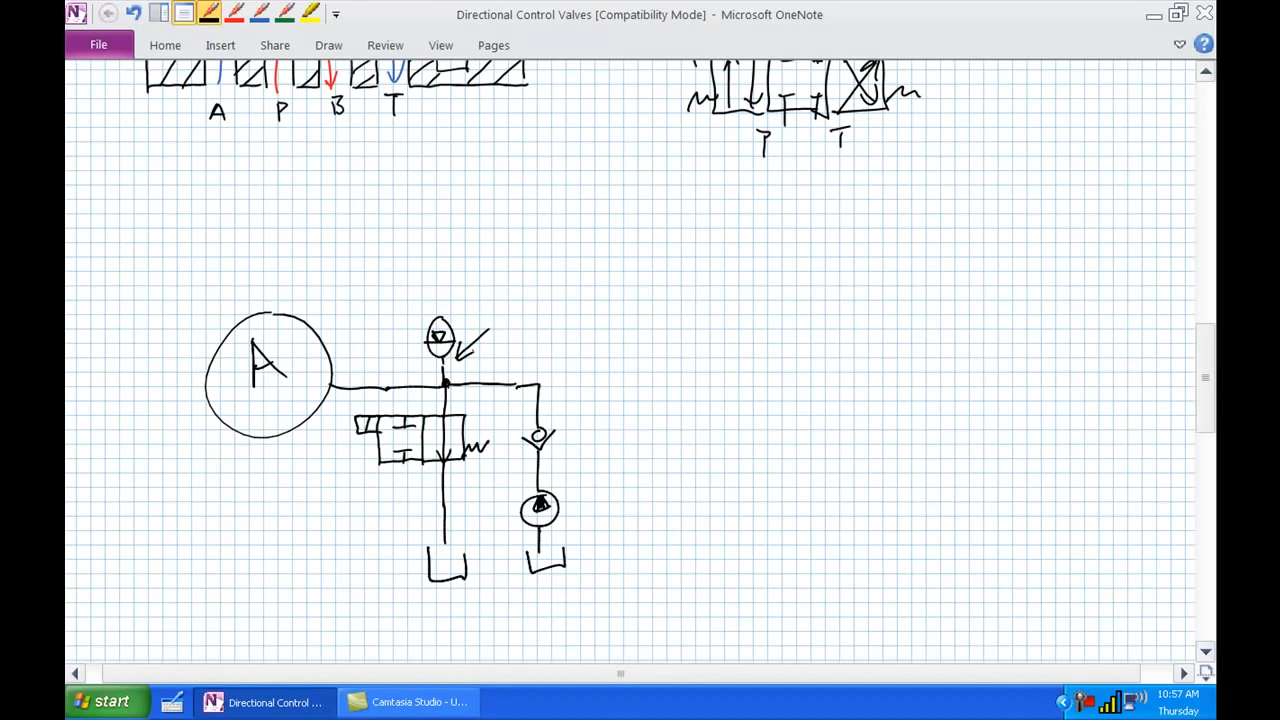 Directional Control Valves [Compatibility Mode] - Microsoft OneNote
File Home Insert Share Draw Review View Pages
A P B T
P T
A
start Directional Control ... Camtasia Studio - U... 10:57 AM
Thursday